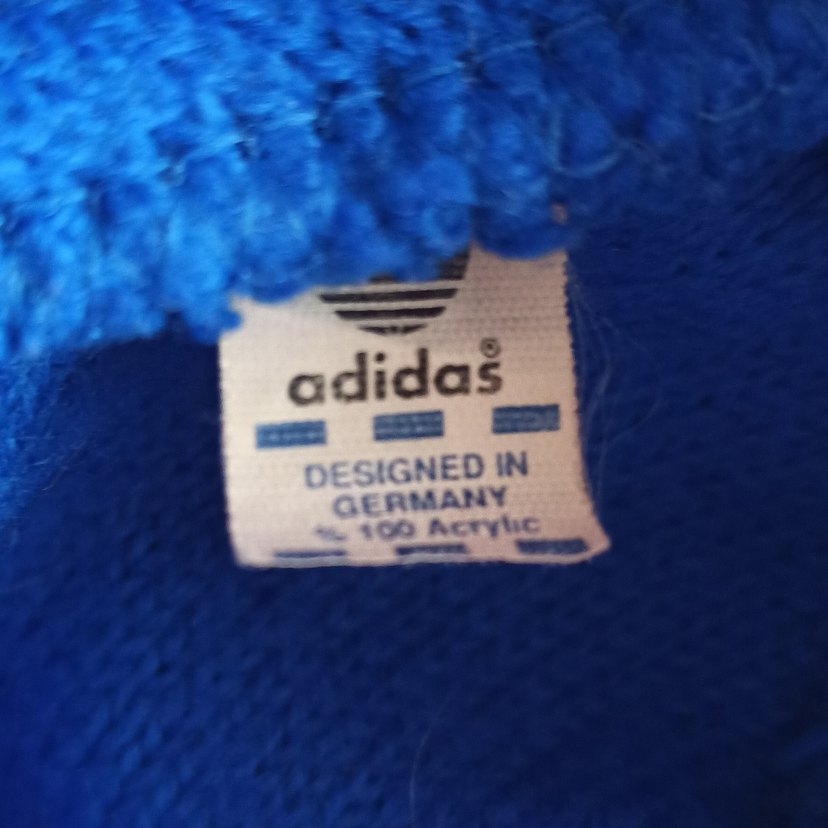 adidas®
DESIGNED IN
GERMANY
% 100 Acrylic